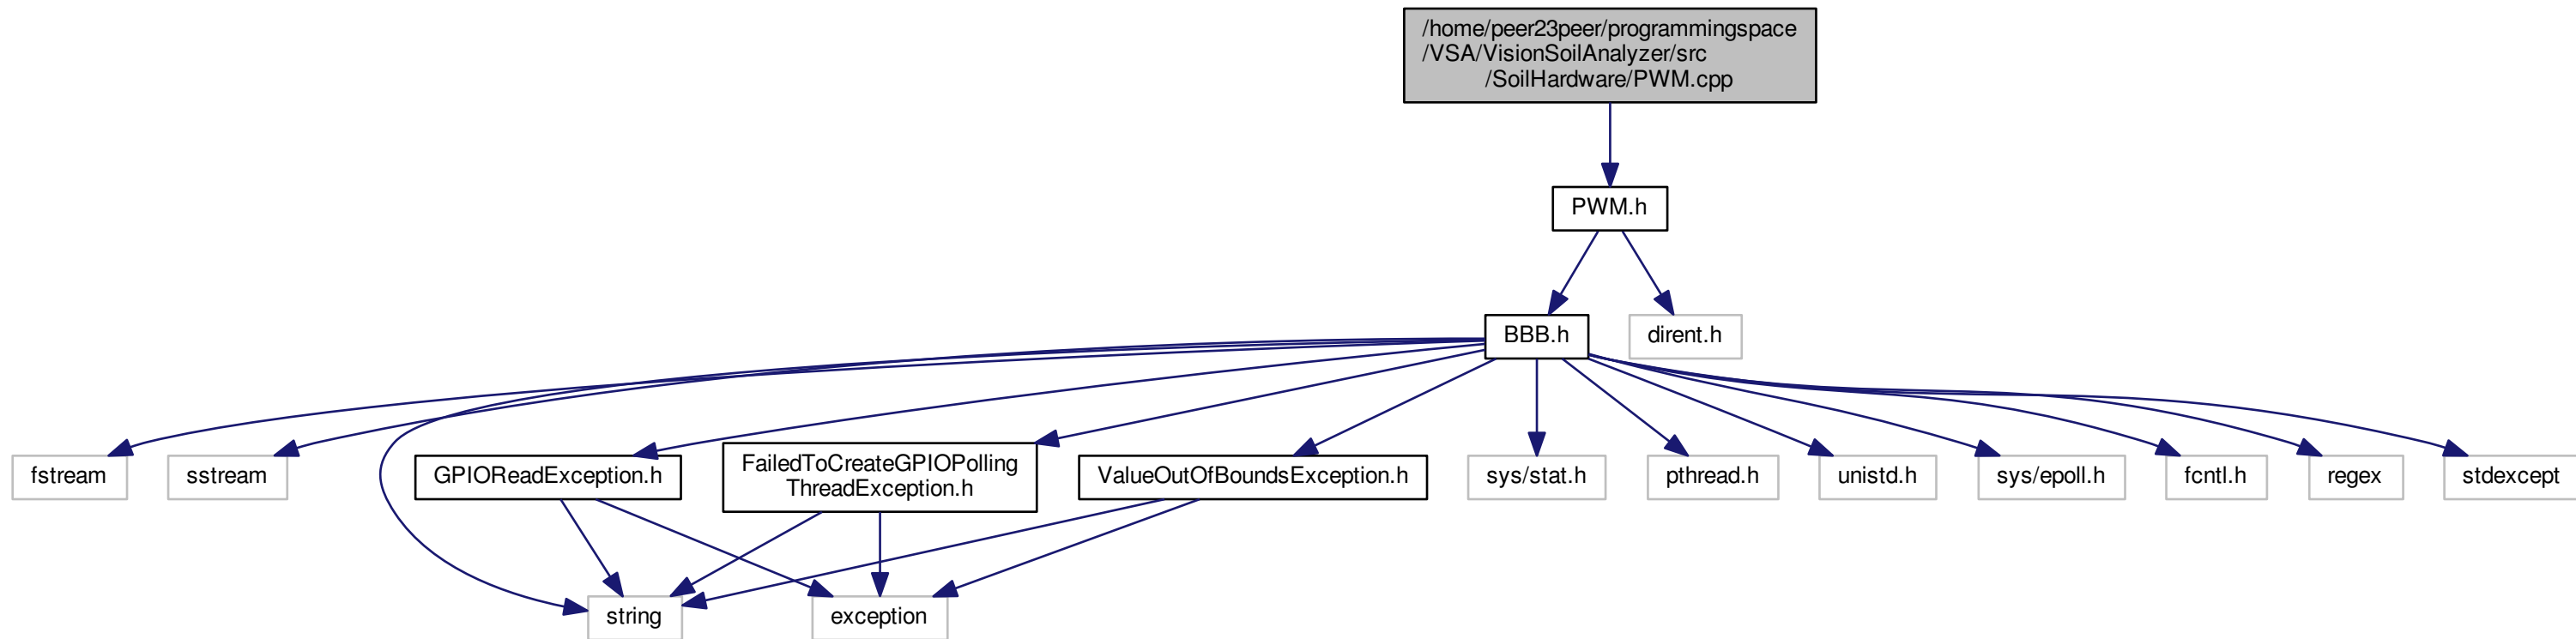 /home/peer23peer/programmingspace
/VSA/VisionSoilAnalyzer/src
/SoilHardware/PWM.cpp
PWM.h
BBB.h
dirent.h
fstream
sstream
GPIOReadException.h
FailedToCreateGPIOPolling
ThreadException.h
ValueOutOfBoundsException.h
sys/stat.h
pthread.h
unistd.h
sys/epoll.h
fcntl.h
regex
stdexcept
string
exception